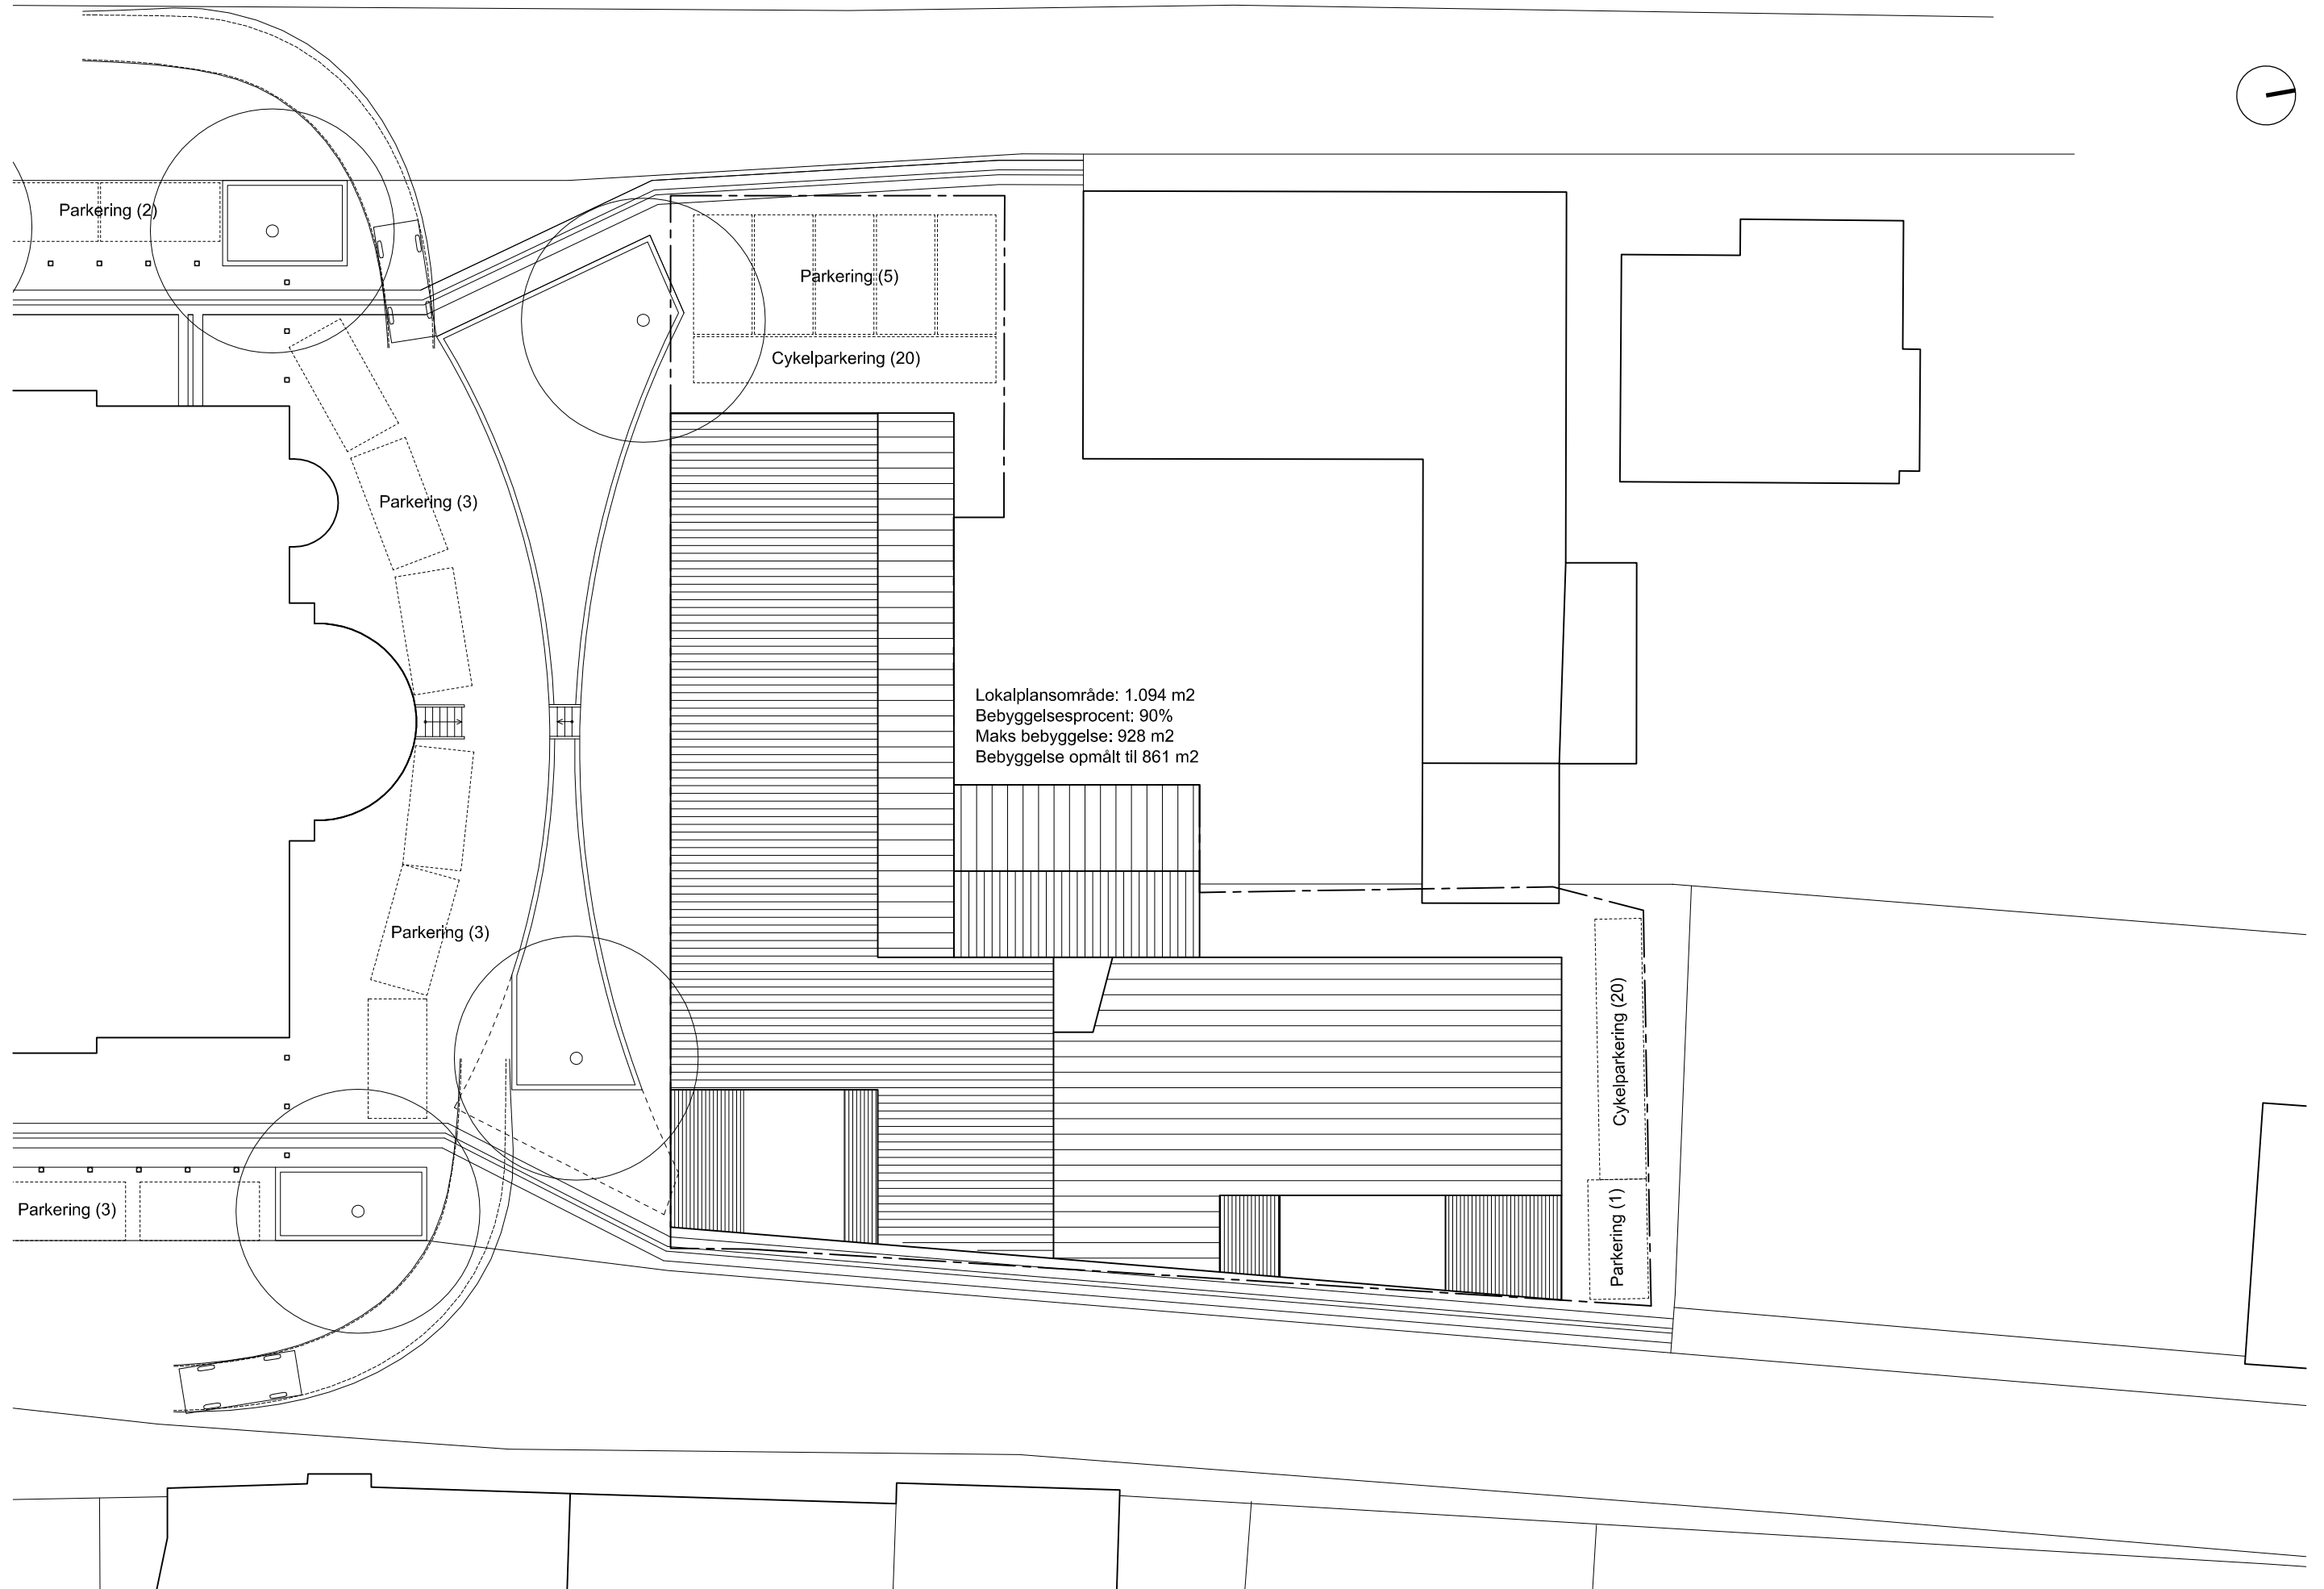 Parkering (2)
Parkering (5)
Cykelparkering (20)
Parkering (3)
Lokalplansområde: 1.094 m2
Bebyggelsesprocent: 90%
Maks bebyggelse: 928 m2
Bebyggelse opmålt til 861 m2
Parkering (3)
Cykelparkering (20)
Parkering (1)
Parkering (3)